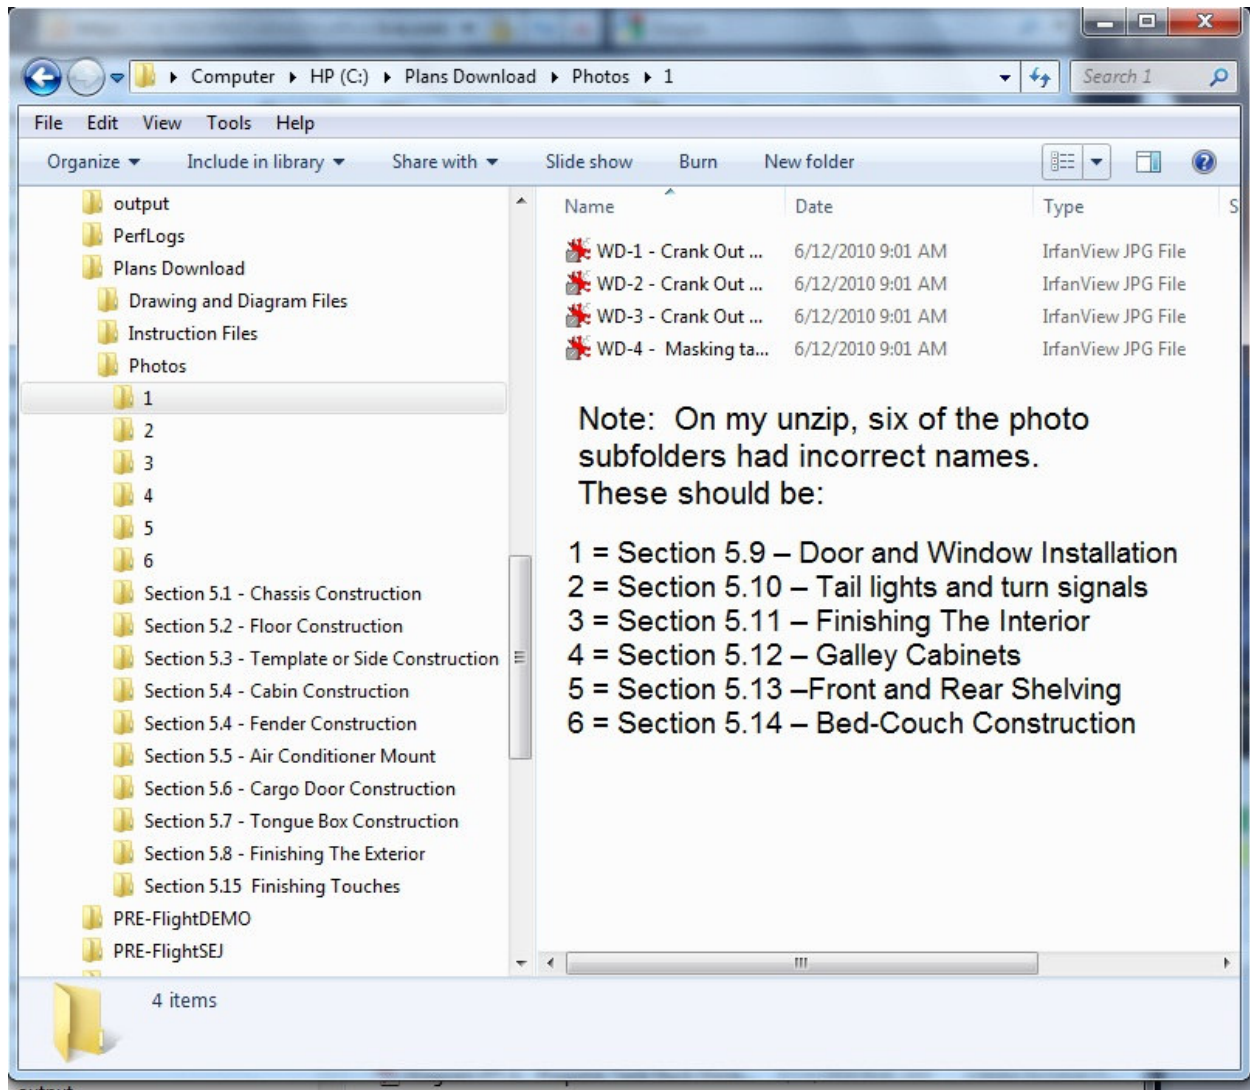 Computer ▸ HP (C:) ▸ Plans Download ▸ Photos ▸ 1
Search 1
File Edit View Tools Help
Organize Include in library Share with Slide show Burn New folder
output
PerfLogs
Plans Download
Drawing and Diagram Files
Instruction Files
Photos
1
2
3
4
5
6
Section 5.1 - Chassis Construction
Section 5.2 - Floor Construction
Section 5.3 - Template or Side Construction
Section 5.4 - Cabin Construction
Section 5.4 - Fender Construction
Section 5.5 - Air Conditioner Mount
Section 5.6 - Cargo Door Construction
Section 5.7 - Tongue Box Construction
Section 5.8 - Finishing The Exterior
Section 5.15 Finishing Touches
PRE-FlightDEMO
PRE-FlightSEJ
Name Date Type S
WD-1 - Crank Out ... 6/12/2010 9:01 AM IrfanView JPG File
WD-2 - Crank Out ... 6/12/2010 9:01 AM IrfanView JPG File
WD-3 - Crank Out ... 6/12/2010 9:01 AM IrfanView JPG File
WD-4 - Masking ta... 6/12/2010 9:01 AM IrfanView JPG File
Note: On my unzip, six of the photo
subfolders had incorrect names.
These should be:
1 = Section 5.9 – Door and Window Installation
2 = Section 5.10 – Tail lights and turn signals
3 = Section 5.11 – Finishing The Interior
4 = Section 5.12 – Galley Cabinets
5 = Section 5.13 –Front and Rear Shelving
6 = Section 5.14 – Bed-Couch Construction
4 items